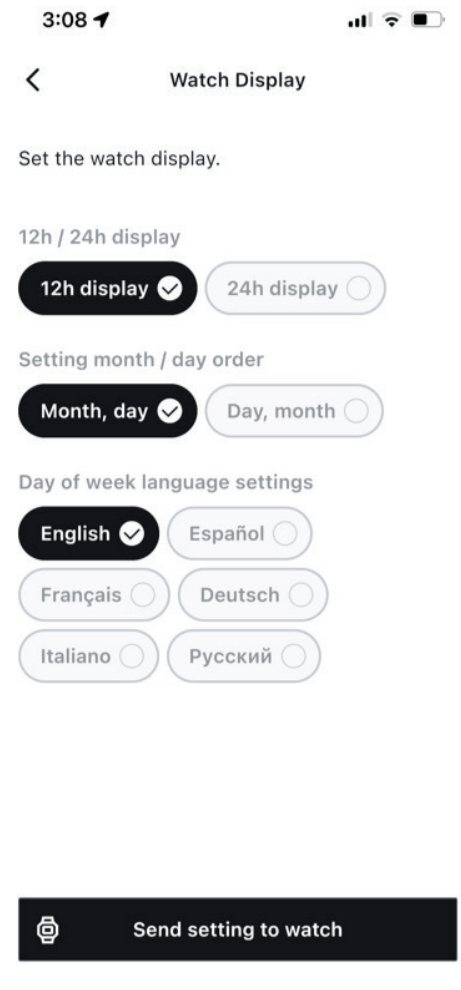 3:08
Watch Display
Set the watch display.
12h / 24h display
12h display 24h display
Setting month / day order
Month, day Day, month
Day of week language settings
English Español
Français Deutsch
Italiano Русский
Send setting to watch